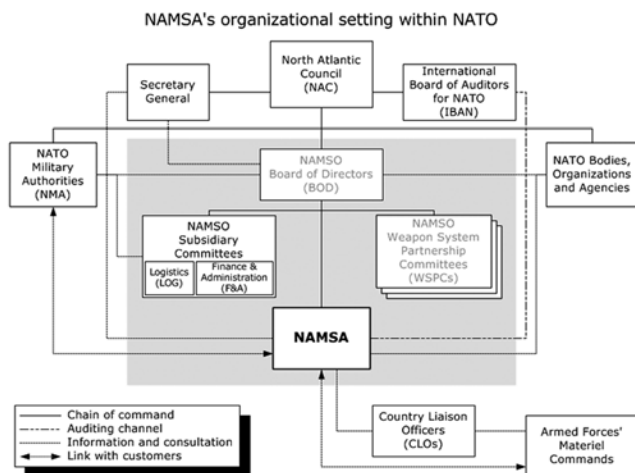 NAMSA's organizational setting within NATO
North Atlantic
Council
(NAC)
Secretary
General
International
Board of Auditors
for NATO
(IBAN)
NATO
Military
Authorities
(NMA)
NAMSO
Board of Directors
(BOD)
NATO Bodies,
Organizations
and Agencies
NAMSO
Subsidiary
Committees
Logistics
(LOG)
Finance &
Administration
(F&A)
NAMSO
Weapon System
Partnership
Committees
(WSPCs)
NAMSA
Country Liaison
Officers
(CLOs)
Armed Forces'
Materiel
Commands
Chain of command
Auditing channel
Information and consultation
Link with customers